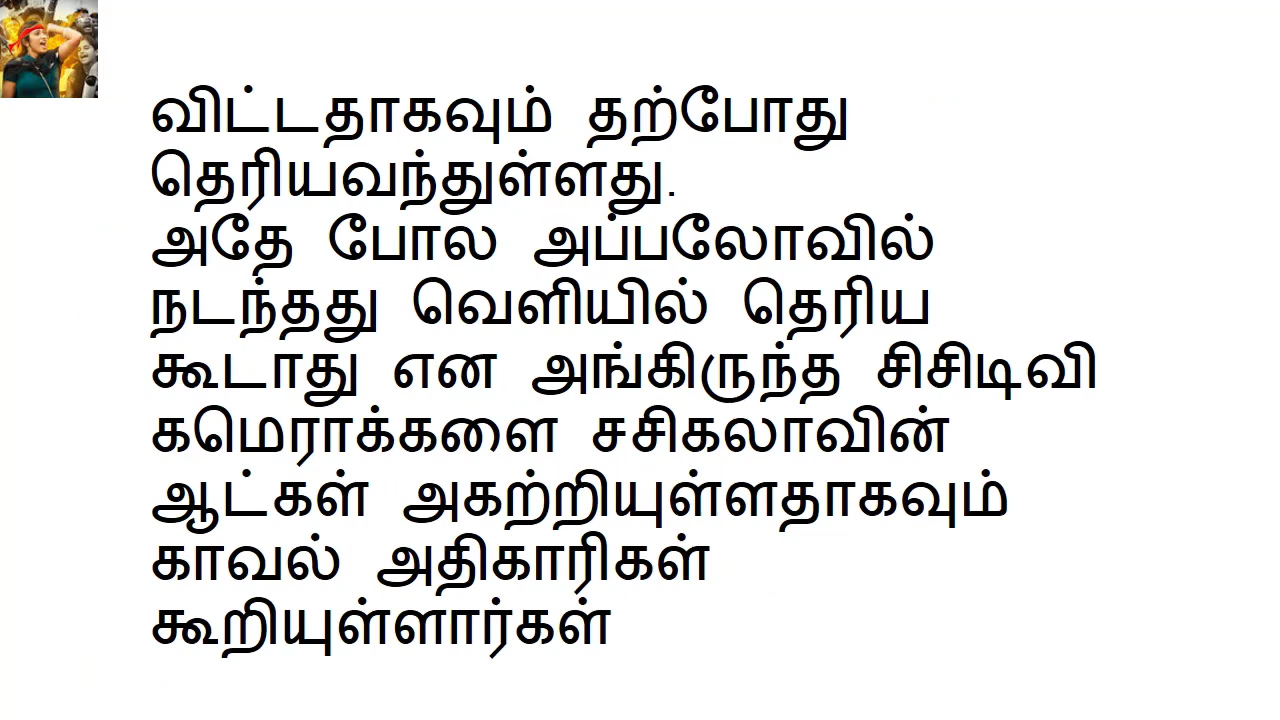 விட்டதாகவும் தற்போது
தெரியவந்துள்ளது.
அதே போல அப்பலோவில்
நடந்தது வெளியில் தெரிய
கூடாது என அங்கிருந்த சிசிடிவி
கமெராக்களை சசிகலாவின்
ஆட்கள் அகற்றியுள்ளதாகவும்
காவல் அதிகாரிகள்
கூறியுள்ளார்கள்